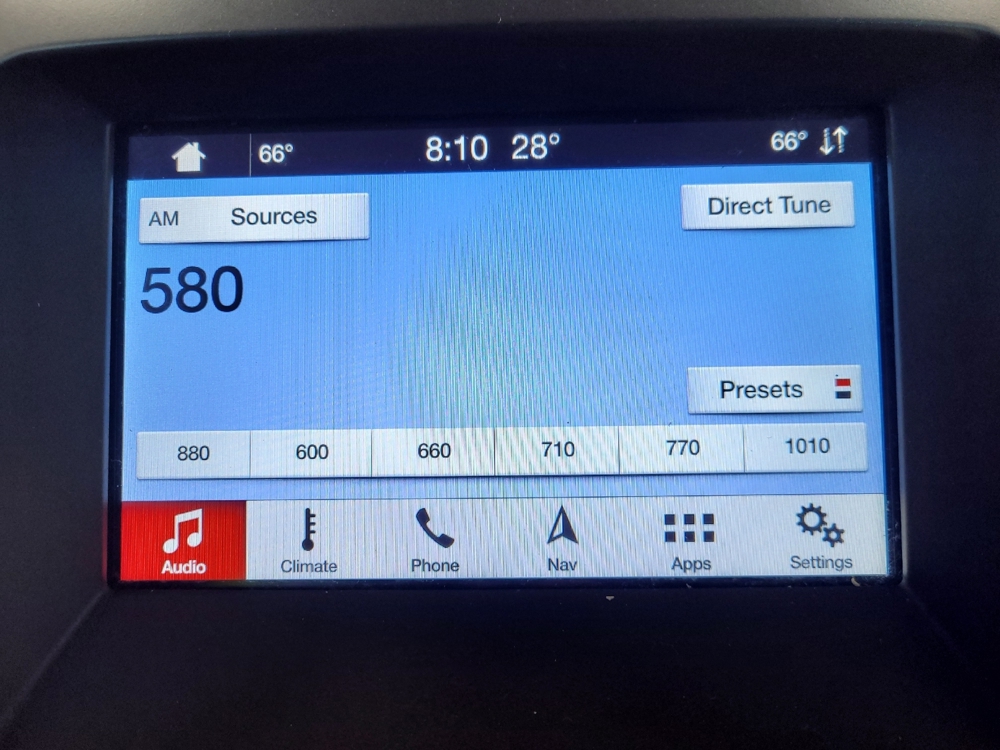 66° 8:10 28° 66°
AM Sources Direct Tune
580
Presets
880 600 660 710 770 1010
Audio Climate Phone Nav Apps Settings